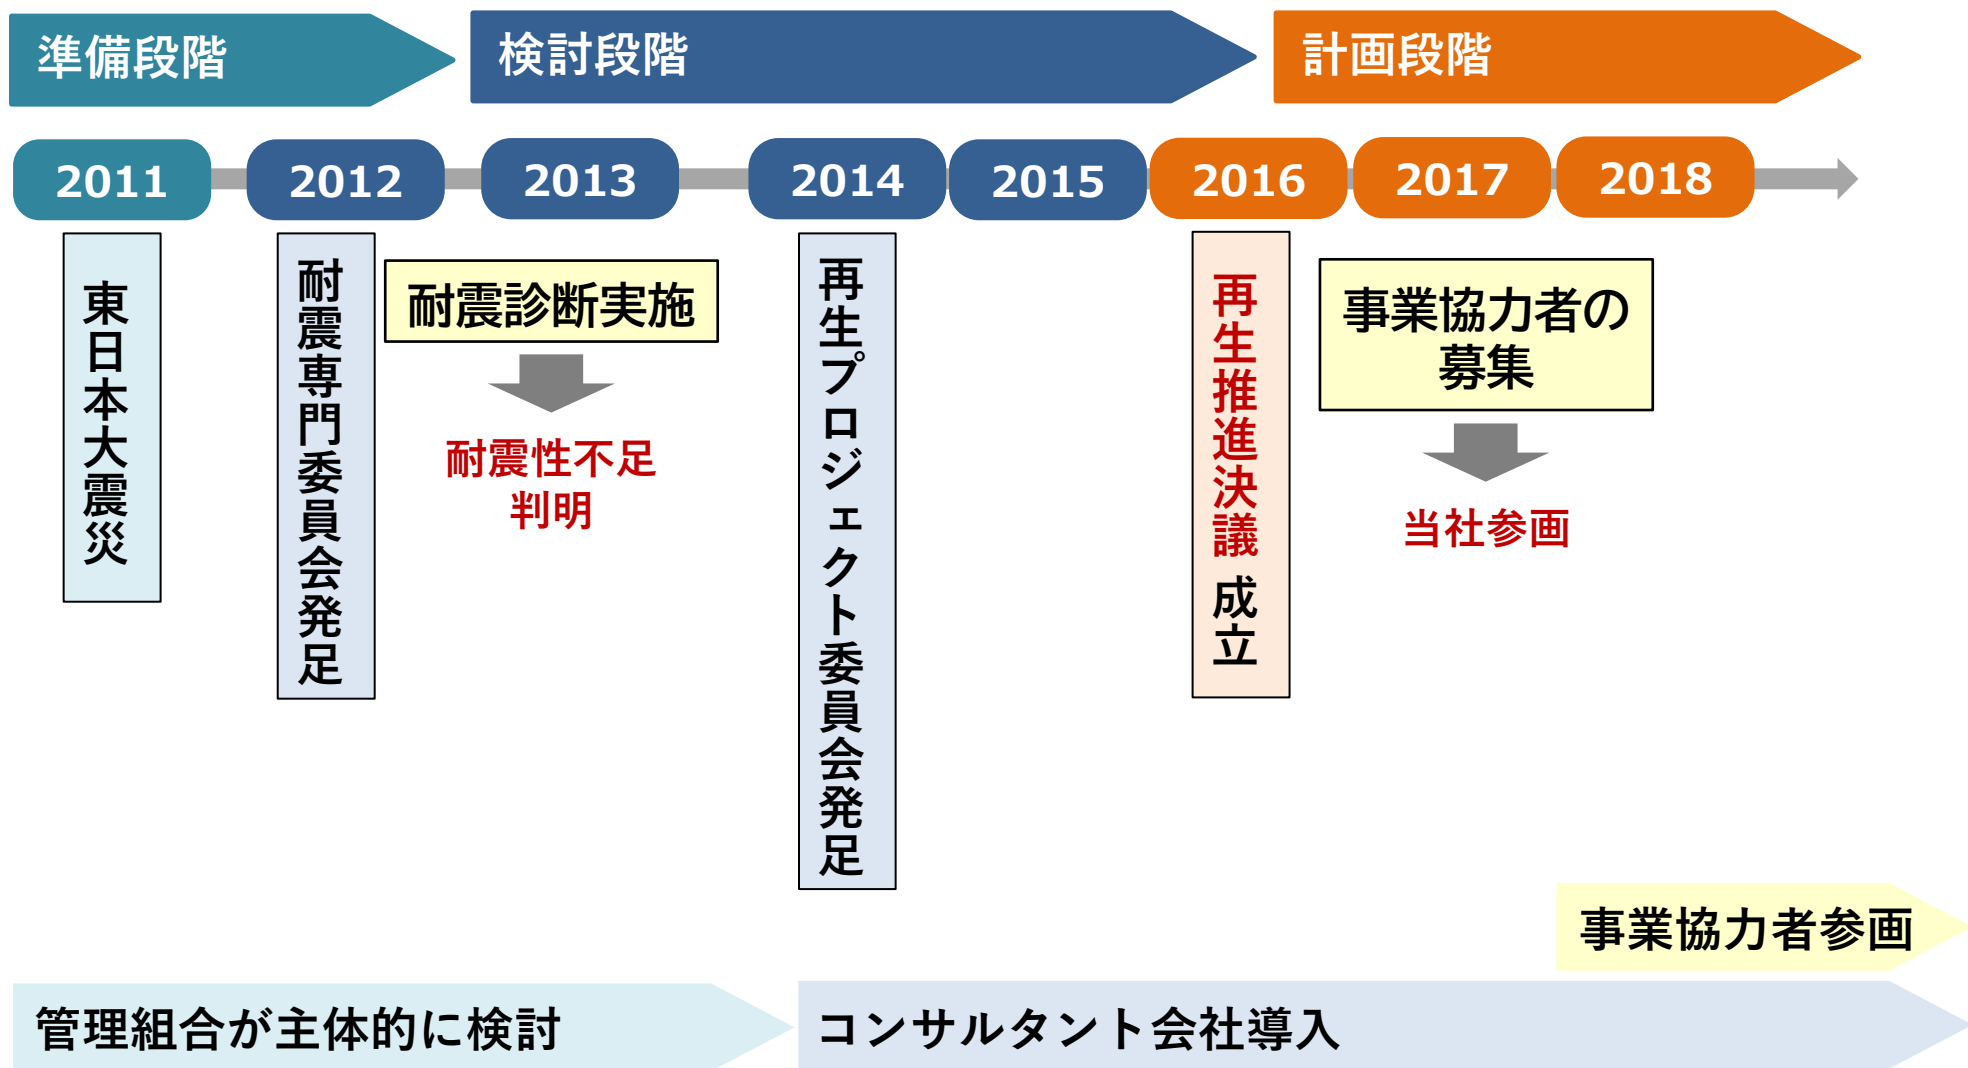 準備段階
検討段階
計画段階
2011
2012
2013
2014
2015
2016
2017
2018
東日本大震災
耐震専門委員会発足
耐震診断実施
耐震性不足
判明
再生プロジェクト委員会発足
再生推進決議 成立
事業協力者の
募集
当社参画
事業協力者参画
管理組合が主体的に検討
コンサルタント会社導入